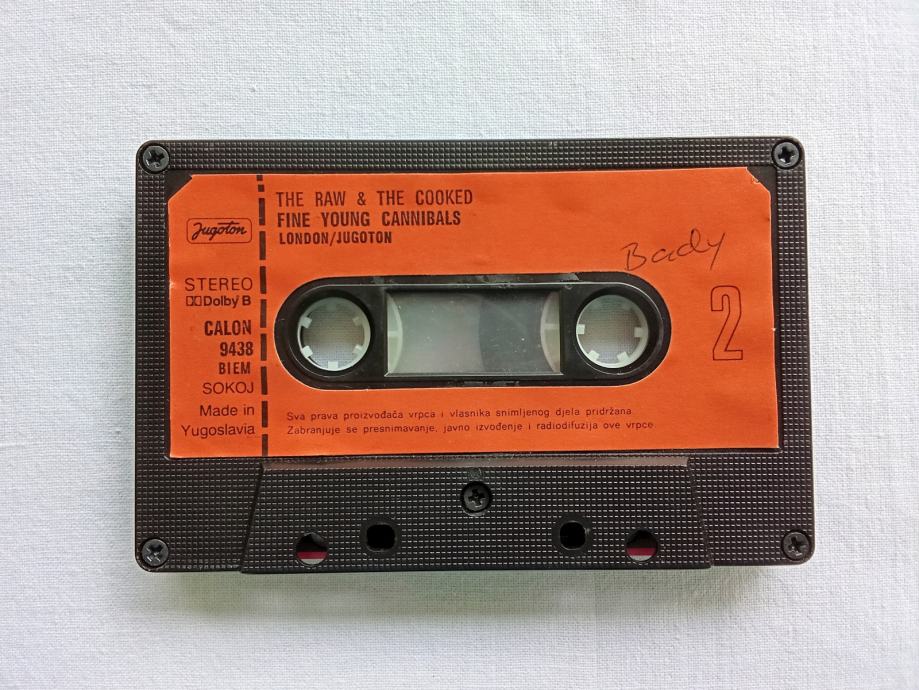 THE RAW & THE COOKED
FINE YOUNG CANNIBALS
LONDON/JUGOTON
Jugoton
Bady
STEREO
Dolby B
CALON
9438
BIEM
SOKOJ
Made in
Yugoslavia
2
Sva prava proizvođača vrpca i vlasnika snimljenog djela pridržana
Zabranjuje se presnimavanje, javno izvođenje i radiodifuzija ove vrpce